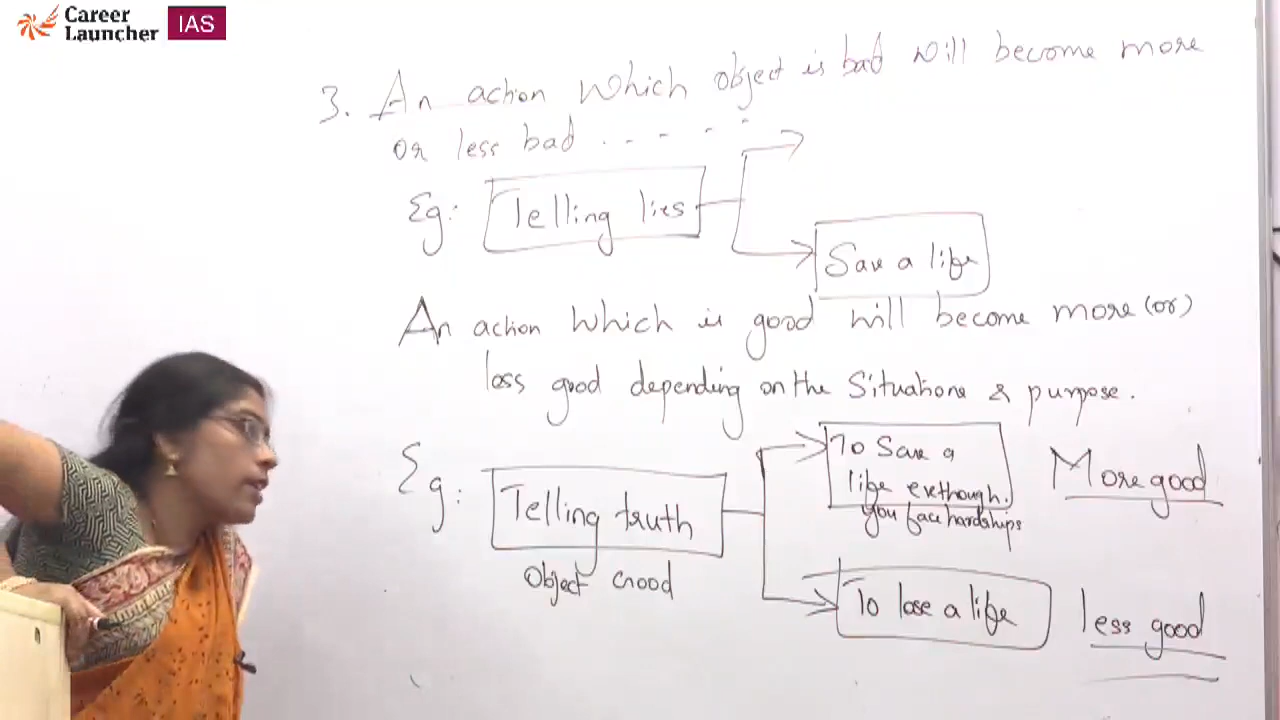 Career
Launcher
IAS
3. An action which object is bad will become more
or less bad . . . . . .
Eg: Telling lies
Save a life
An action which is good will become more (or)
less good depending on the Situations & purpose.
Eg: Telling truth
Object Good
To Save a
life eventhough.
you face hardships
More good
To lose a life
less good